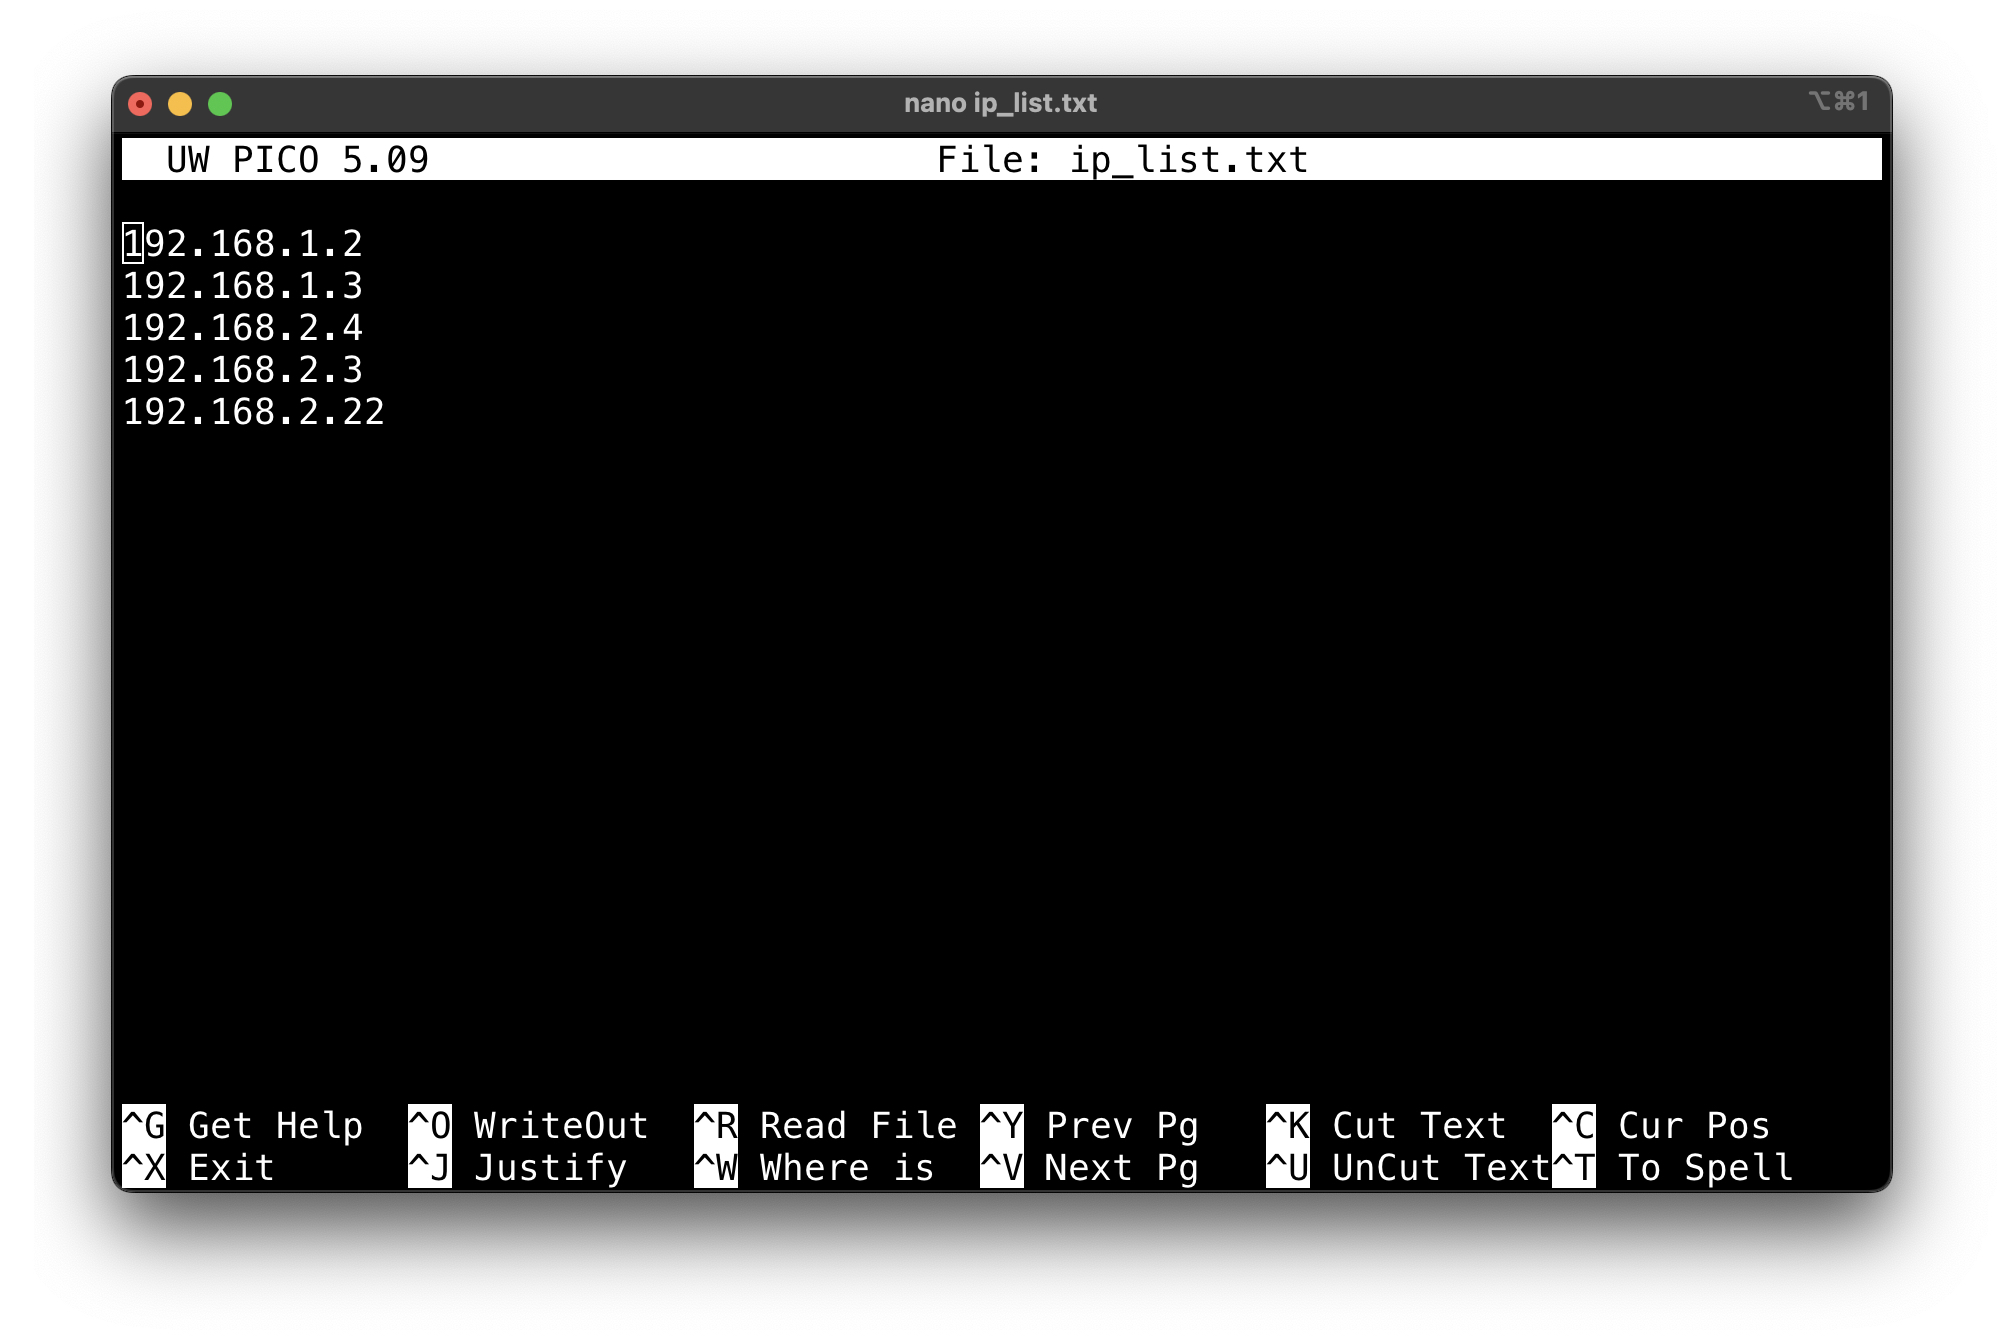 nano ip_list.txt ⌥⌘1
UW PICO 5.09 File: ip_list.txt
192.168.1.2
192.168.1.3
192.168.2.4
192.168.2.3
192.168.2.22
^G Get Help ^O WriteOut ^R Read File ^Y Prev Pg ^K Cut Text ^C Cur Pos
^X Exit ^J Justify ^W Where is ^V Next Pg ^U UnCut Text ^T To Spell